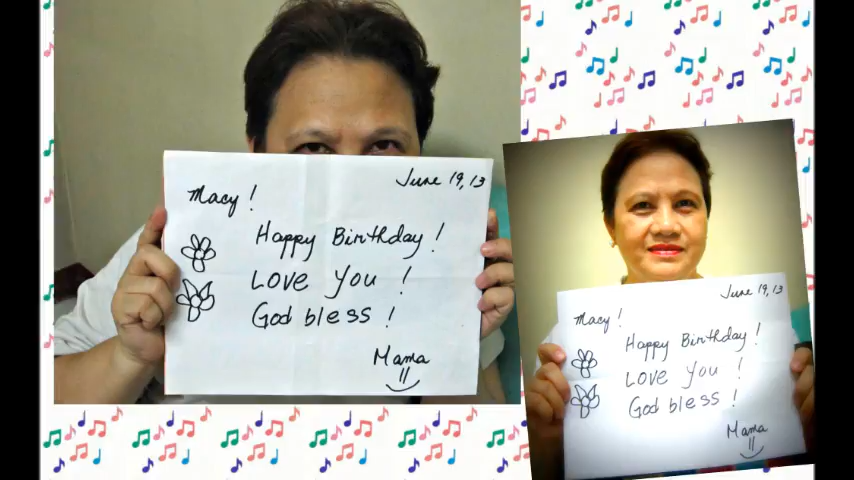 June 19, 13
Macy !
Happy Birthday !
Love You !
God bless !
Mama
June 19, 13
Macy !
Happy Birthday !
Love You !
God bless !
Mama